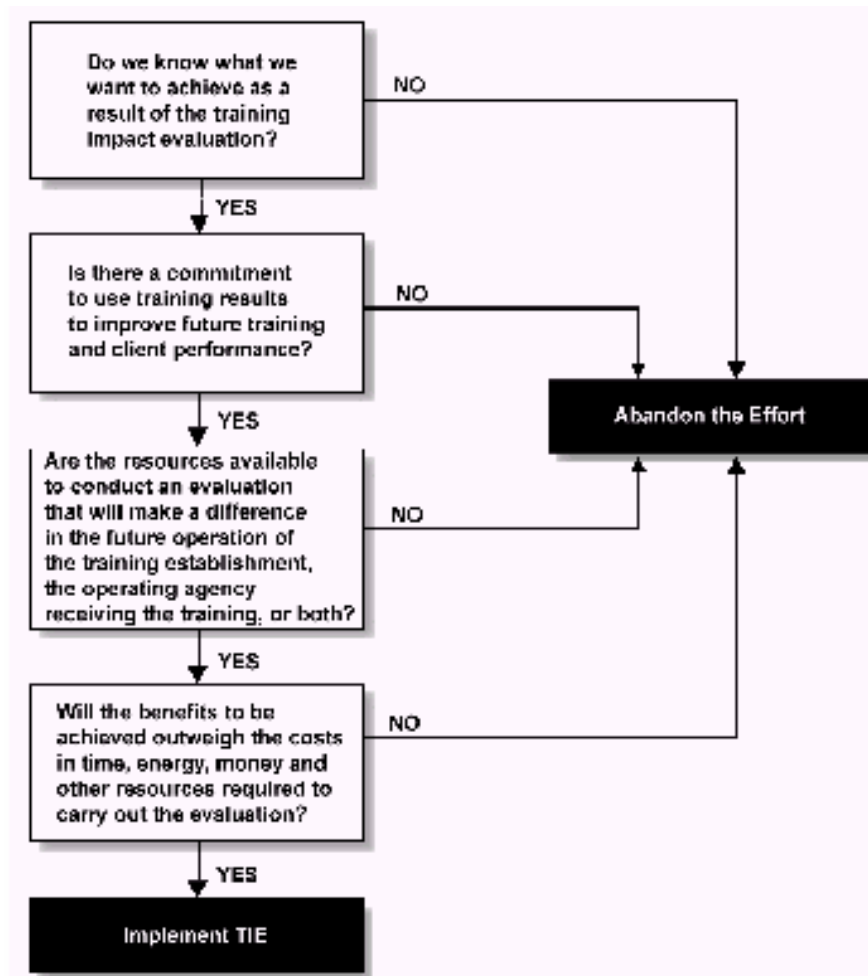 Do we know what we
want to achieve as a
result of the training
impact evaluation?
NO
YES
Is there a commitment
to use training results
to improve future training
and client performance?
NO
YES
Abandon the Effort
Are the resources available
to conduct an evaluation
that will make a difference
in the future operation of
the training establishment,
the operating agency
receiving the training, or both?
NO
YES
Will the benefits to be
achieved outweigh the costs
in time, energy, money and
other resources required to
carry out the evaluation?
NO
YES
Implement TIE